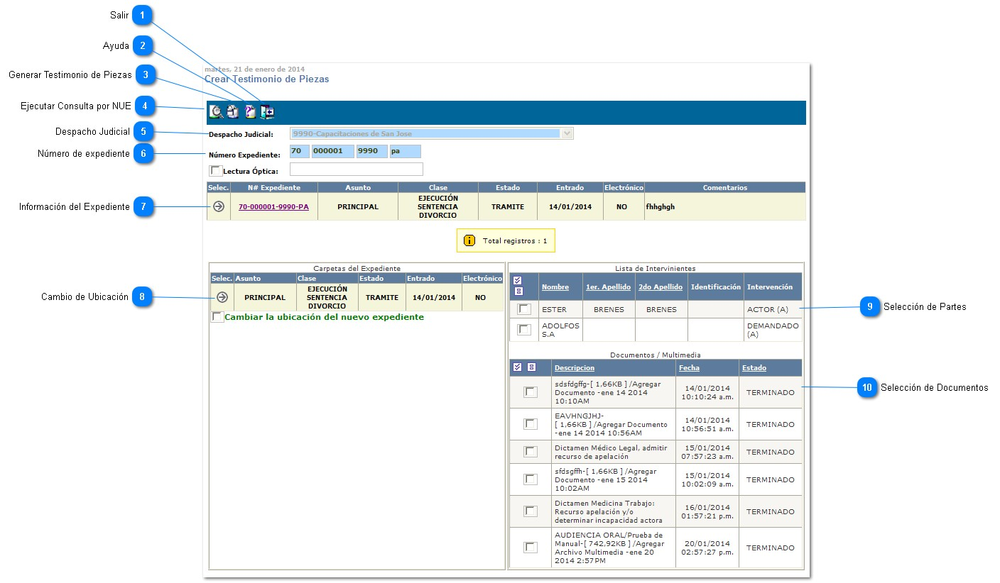 Salir 1
Ayuda 2
Generar Testimonio de Piezas 3
Ejecutar Consulta por NUE 4
Despacho Judicial 5
Número de expediente 6
Información del Expediente 7
Cambio de Ubicación 8
9 Selección de Partes
10 Selección de Documentos
martes, 21 de enero de 2014
Crear Testimonio de Piezas
Despacho Judicial: 9990-Capacitaciones de San Jose
Número Expediente: 70 000001 9990 pa
Lectura Óptica:
Selec. N# Expediente Asunto Clase Estado Entrado Electrónico Comentarios
70-000001-9990-PA PRINCIPAL EJECUCIÓN SENTENCIA DIVORCIO TRAMITE 14/01/2014 NO fhhghgh
Total registros : 1
Carpetas del Expediente
Selec. Asunto Clase Estado Entrado Electrónico
PRINCIPAL EJECUCIÓN SENTENCIA DIVORCIO TRAMITE 14/01/2014 NO
Cambiar la ubicación del nuevo expediente
Lista de Intervinientes
Nombre 1er. Apellido 2do Apellido Identificación Intervención
ESTER BRENES BRENES ACTOR (A)
ADOLFOS S.A DEMANDADO (A)
Documentos / Multimedia
Descripcion Fecha Estado
sdsfdgffg-[ 1,66KB ] /Agregar
Documento -ene 14 2014
10:10AM
14/01/2014
10:10:24 a.m.
TERMINADO
EAVHNGJHJ-
[ 1,66KB ] /Agregar Documento
-ene 14 2014 10:56AM
14/01/2014
10:56:51 a.m.
TERMINADO
Dictamen Médico Legal, admitir
recurso de apelación
15/01/2014
07:57:23 a.m.
TERMINADO
sfdsgffh-[ 1,66KB ] /Agregar
Documento -ene 15 2014
10:02AM
15/01/2014
10:02:09 a.m.
TERMINADO
Dictamen Medicina Trabajo:
Recurso apelación y/o
determinar incapacidad actora
16/01/2014
01:57:21 p.m.
TERMINADO
AUDIENCIA ORAL/Prueba de
Manual-[ 742,92KB ] /Agregar
Archivo Multimedia -ene 20
2014 2:57PM
20/01/2014
02:57:27 p.m.
TERMINADO